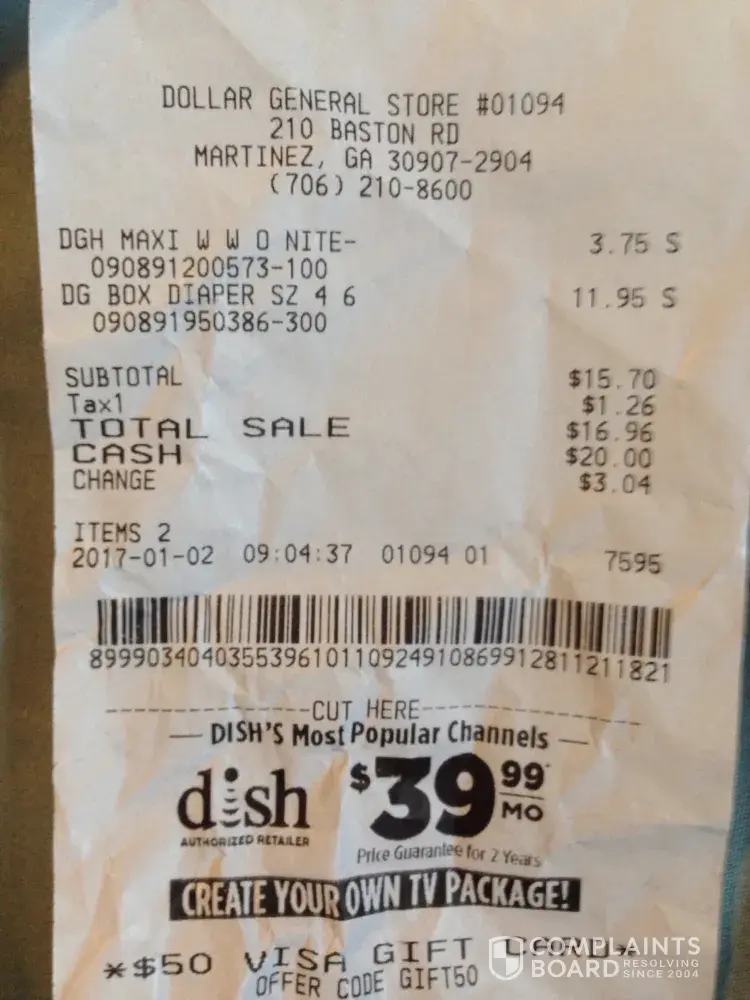 DOLLAR GENERAL STORE #01094
210 BASTON RD
MARTINEZ, GA 30907-2904
(706) 210-8600
DGH MAXI W W O NITE- 3.75 S
090891200573-100
DG BOX DIAPER SZ 4 6 11.95 S
090891950386-300
SUBTOTAL $15.70
Tax1 $1.26
TOTAL SALE $16.96
CASH $20.00
CHANGE $3.04
ITEMS 2
2017-01-02 09:04:37 01094 01 7595
89990340403553961011092491086991281121 1821
CUT HERE
DISH'S Most Popular Channels
dish $39.99* MO
AUTHORIZED RETAILER
Price Guarantee for 2 Years
CREATE YOUR OWN TV PACKAGE!
*$50 VISA GIFT CARD*
OFFER CODE GIFT50
COMPLAINTS BOARD RESOLVING SINCE 2004